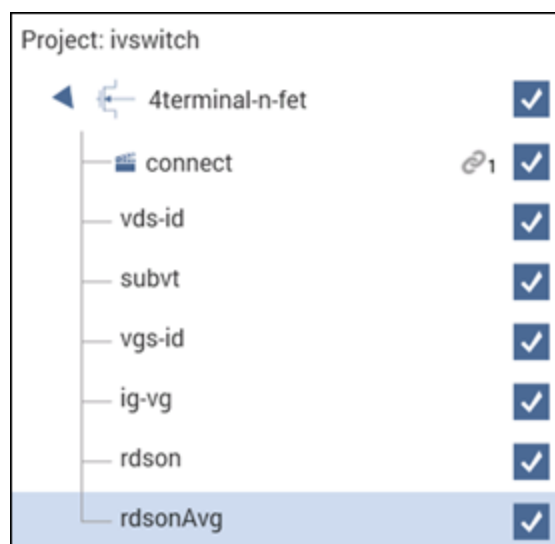 Project: ivswitch
4terminal-n-fet
connect 1
vds-id
subvt
vgs-id
ig-vg
rdson
rdsonAvg